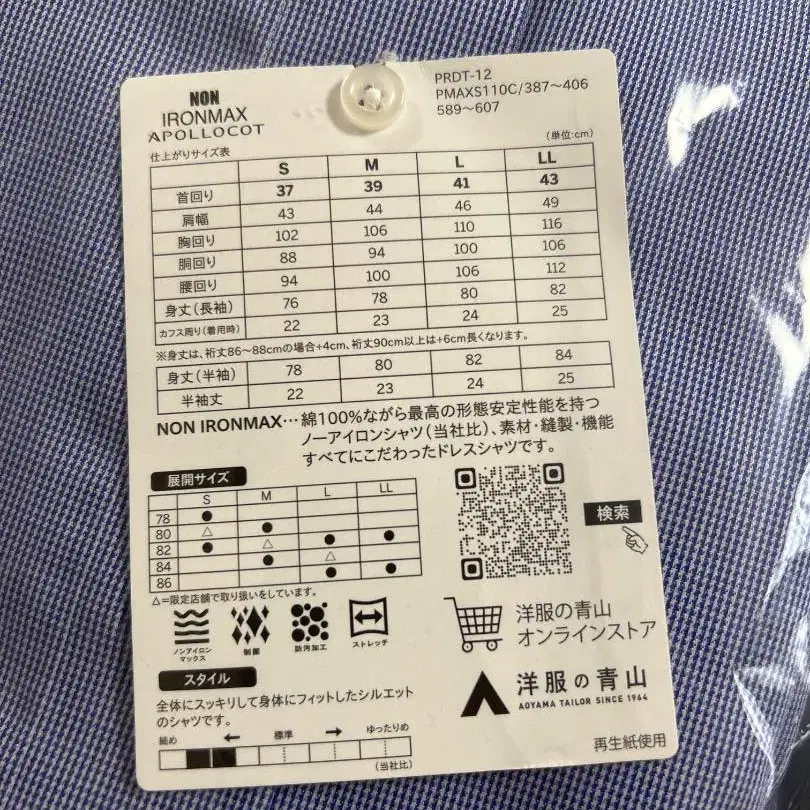 NON
IRONMAX
APOLLOCOT
PRDT-12
PMAXS110C/387〜406
589〜607
仕上がりサイズ表
(単位:cm)
S M L LL
首回り 37 39 41 43
肩幅 43 44 46 49
胸回り 102 106 110 116
胴回り 88 94 100 106
腰回り 94 100 106 112
身丈(長袖) 76 78 80 82
カフス周り(着用時) 22 23 24 25
※身丈は、裄丈86〜88cmの場合+4cm、裄丈90cm以上は+6cm長くなります。
身丈(半袖) 78 80 82 84
半袖丈 22 23 24 25
NON IRONMAX…綿100%ながら最高の形態安定性能を持つ
ノーアイロンシャツ(当社比)、素材・縫製・機能
すべてにこだわったドレスシャツです。
展開サイズ
S M L LL
78 ●
80 △ ●
82 ● △ ● ●
84 ● △
86 ● ●
△=限定店舗で取り扱いをしています。
検索
ノンアイロン
マックス
制菌
防汚加工
ストレッチ
洋服の青山
オンラインストア
スタイル
全体にスッキリして身体にフィットしたシルエット
のシャツです。
細め ← 標準 → ゆったりめ
(当社比)
洋服の青山
AOYAMA TAILOR SINCE 1964
再生紙使用